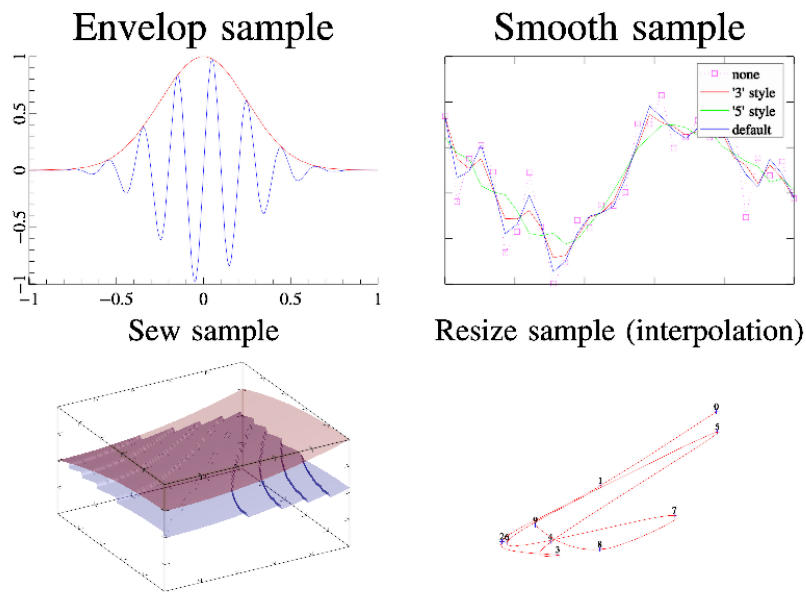 Envelop sample
Smooth sample
1
0.5
0
−0.5
−1
−1
−0.5
0
0.5
1
none
'3' style
'5' style
default
Sew sample
Resize sample (interpolation)
0
5
1
9
7
26
4
3
8